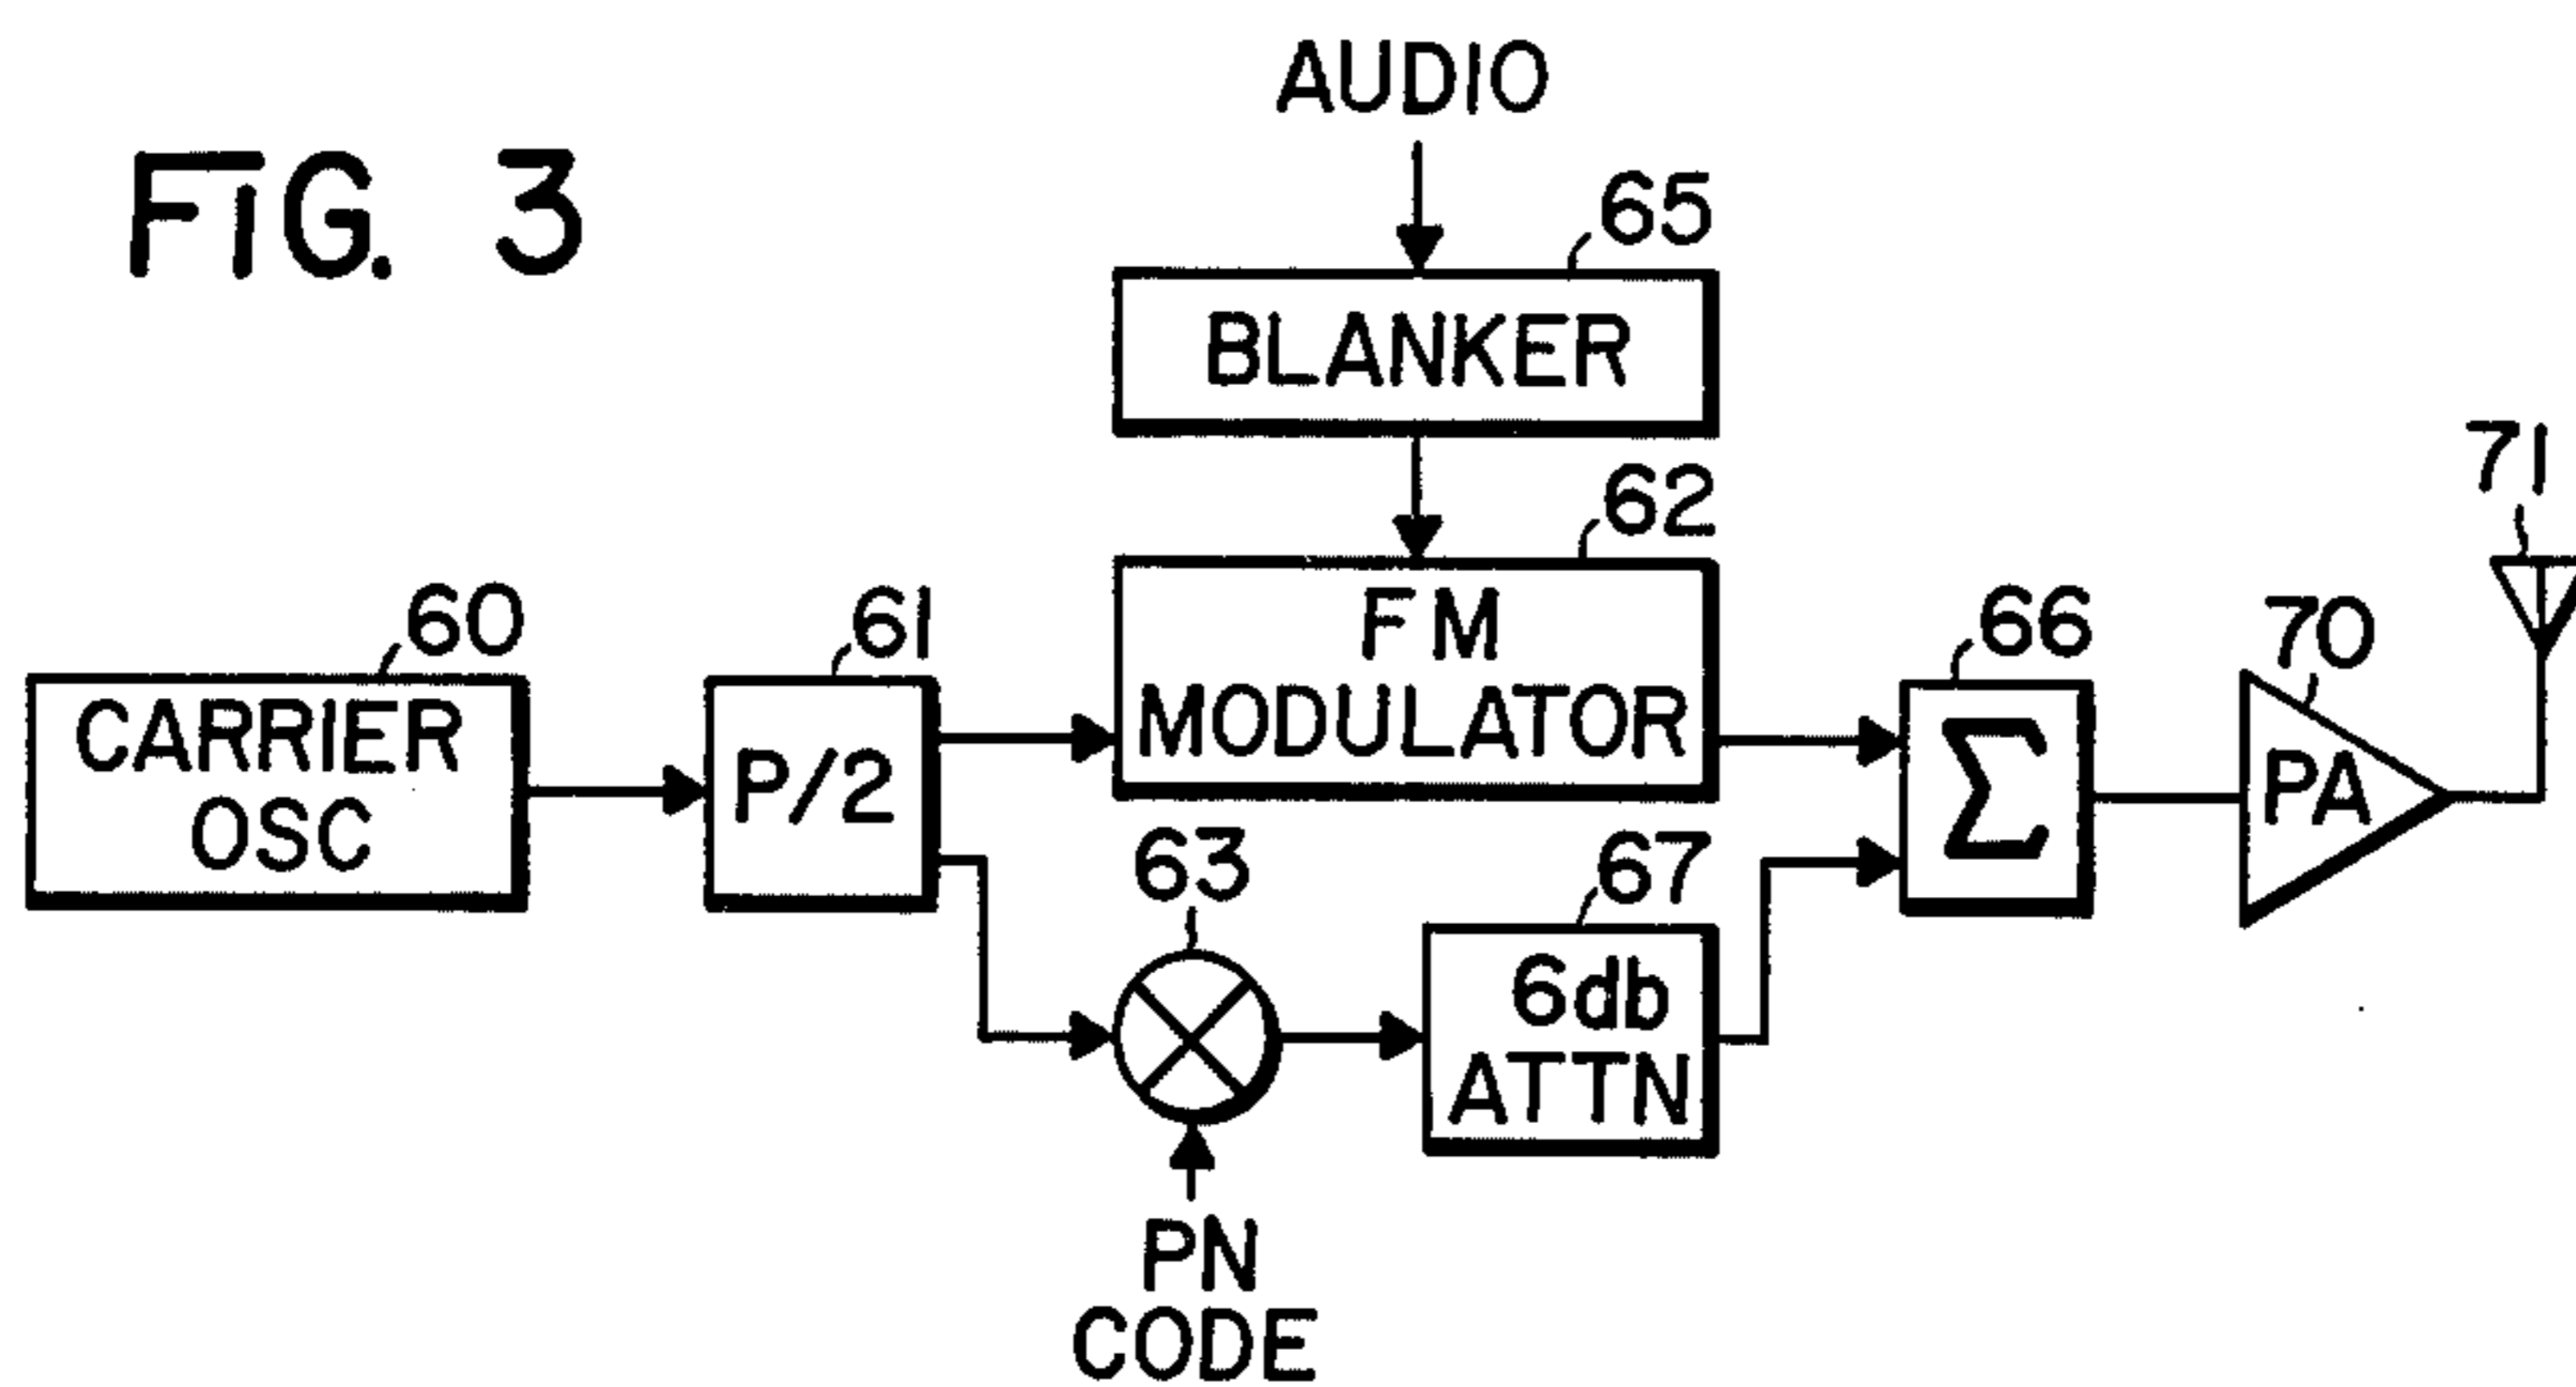 FIG. 3
AUDIO
65
BLANKER
62
FM
MODULATOR
60
CARRIER
OSC
61
P/2
63
PN
CODE
67
6db
ATTN
66
Σ
70
PA
71